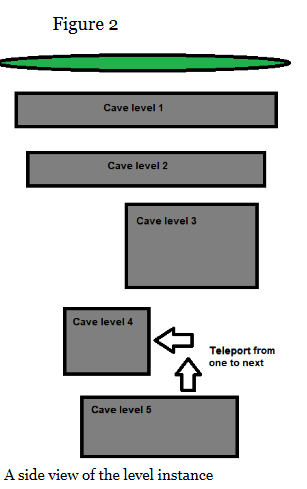 Figure 2
Cave level 1
Cave level 2
Cave level 3
Cave level 4
Teleport from
one to next
Cave level 5
A side view of the level instance